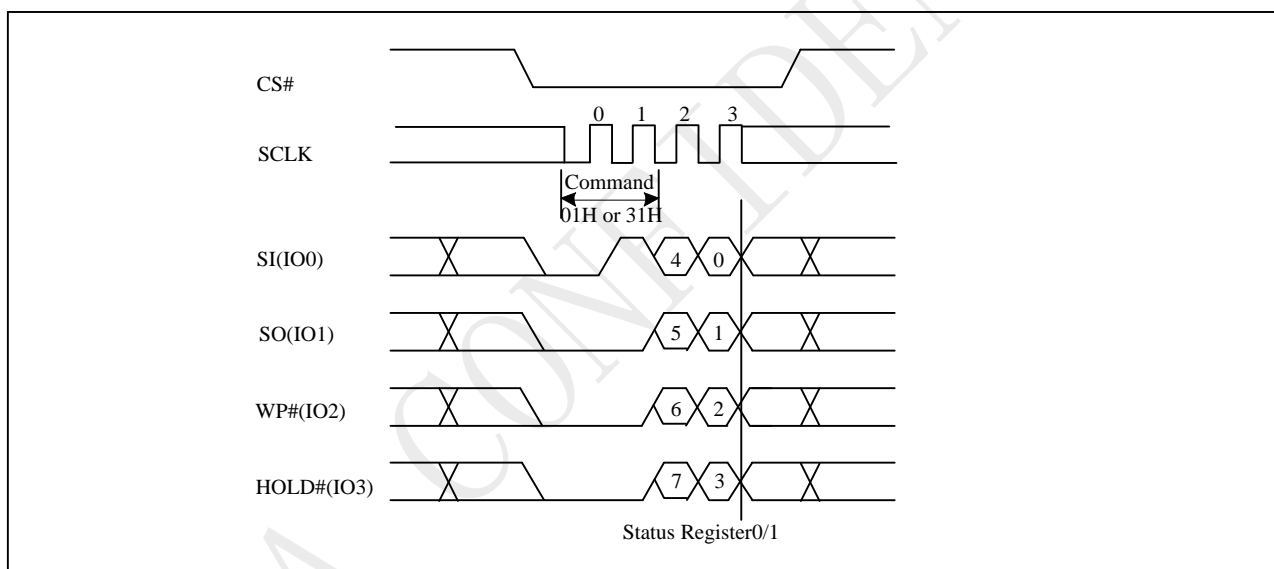 CS#
0 1 2 3
SCLK
Command
01H or 31H
SI(IO0)
4 0
SO(IO1)
5 1
WP#(IO2)
6 2
HOLD#(IO3)
7 3
Status Register0/1